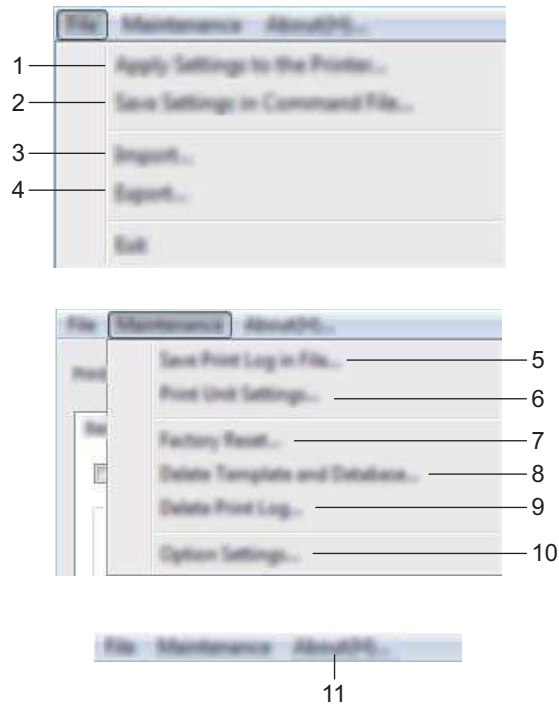 File Maintenance About(H)...
1 Apply Settings to the Printer...
2 Save Settings in Command File...
3 Import...
4 Export...
Exit
File Maintenance About(H)...
Save Print Log in File... 5
Print Unit Settings... 6
Factory Reset... 7
Delete Template and Database... 8
Delete Print Log... 9
Option Settings... 10
File Maintenance About(H)...
11